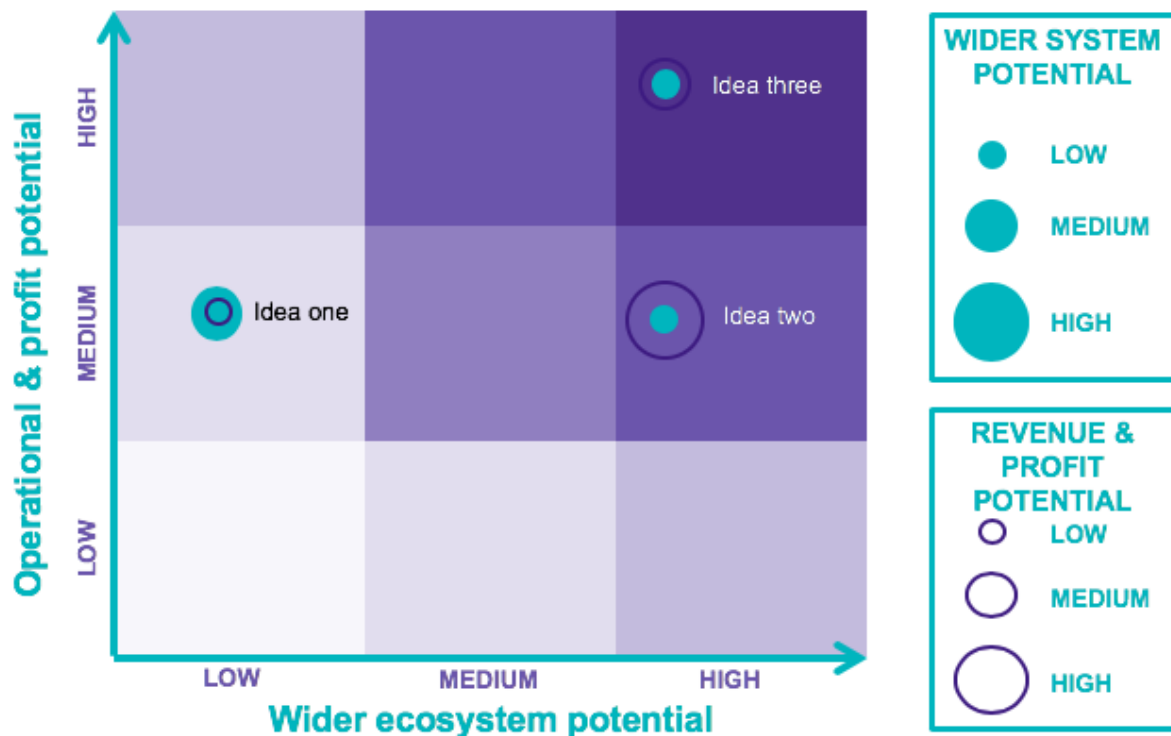 Operational & profit potential
HIGH
MEDIUM
LOW
Idea three
Idea one
Idea two
LOW
MEDIUM
HIGH
Wider ecosystem potential
WIDER SYSTEM
POTENTIAL
LOW
MEDIUM
HIGH
REVENUE &
PROFIT
POTENTIAL
LOW
MEDIUM
HIGH